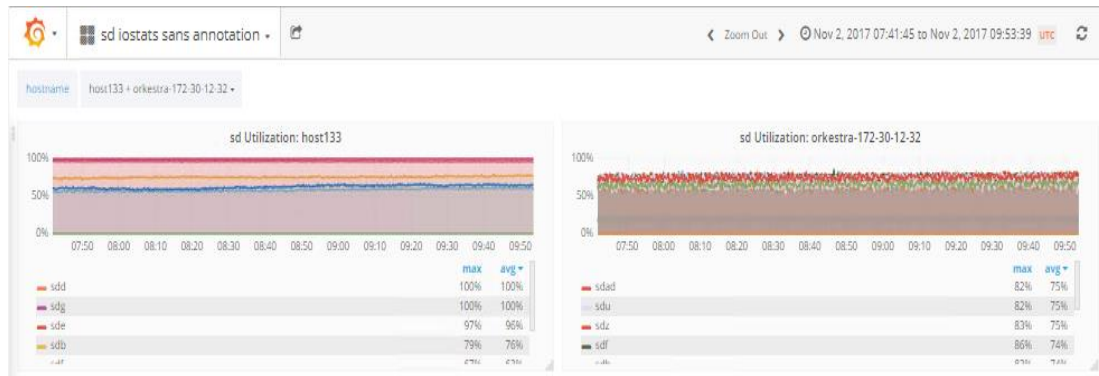 sd iostats sans annotation
Zoom Out Nov 2, 2017 07:41:45 to Nov 2, 2017 09:53:39 UTC
hostname host133 + orkestra-172-30-12-32
sd Utilization: host133
100%
50%
0%
07:50 08:00 08:10 08:20 08:30 08:40 08:50 09:00 09:10 09:20 09:30 09:40 09:50
max avg
sdd 100% 100%
sdg 100% 100%
sde 97% 96%
sdb 79% 76%
sd Utilization: orkestra-172-30-12-32
100%
50%
0%
07:50 08:00 08:10 08:20 08:30 08:40 08:50 09:00 09:10 09:20 09:30 09:40 09:50
max avg
sdad 82% 75%
sdu 82% 75%
sdz 83% 75%
sdf 86% 74%